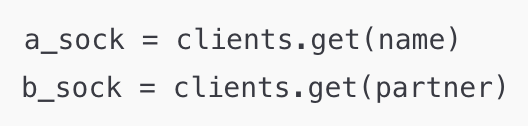 a_sock = clients.get(name)
b_sock = clients.get(partner)